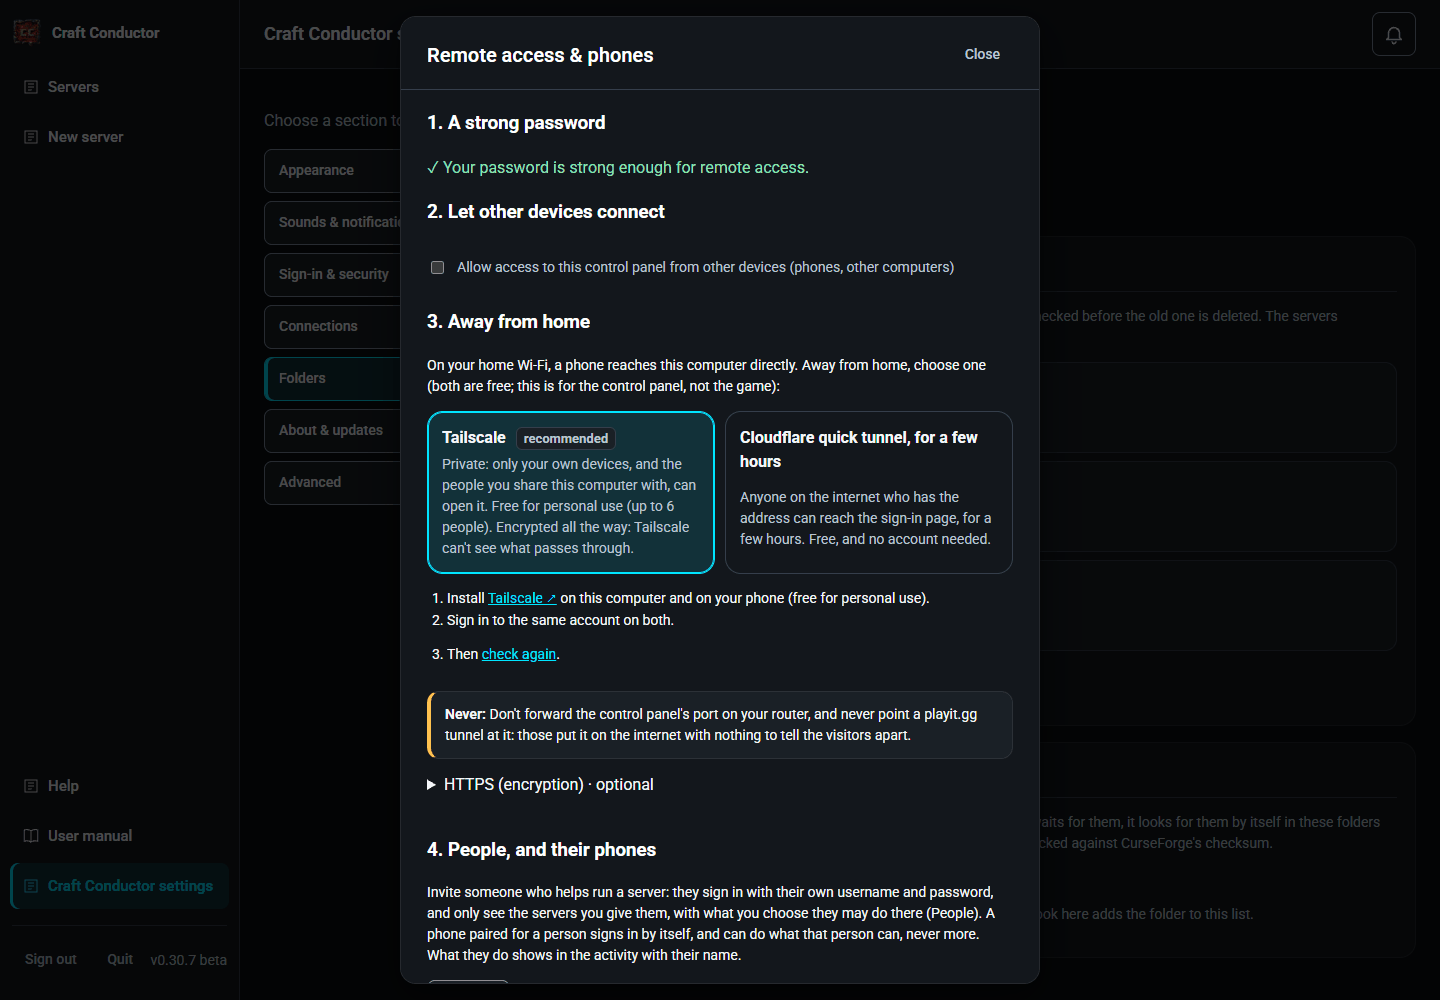 Craft Conductor
Servers
New server
Help
User manual
Craft Conductor settings
Sign out
Quit
v0.30.7 beta
Craft Conductor
Choose a section
Appearance
Sounds &
Sign-in & security
Connections
Folders
About & updates
Advanced
Remote access & phones
Close
1. A strong password
✓ Your password is strong enough for remote access.
2. Let other devices connect
Allow access to this control panel from other devices (phones, other computers)
3. Away from home
On your home Wi-Fi, a phone reaches this computer directly. Away from home, choose one
(both are free; this is for the control panel, not the game):
Tailscale recommended
Private: only your own devices, and the
people you share this computer with, can
open it. Free for personal use (up to 6
people). Encrypted all the way: Tailscale
can't see what passes through.
Cloudflare quick tunnel, for a few
hours
Anyone on the internet who has the
address can reach the sign-in page, for a
few hours. Free, and no account needed.
1. Install Tailscale ↗ on this computer and on your phone (free for personal use).
2. Sign in to the same account on both.
3. Then check again.
Never: Don't forward the control panel's port on your router, and never point a playit.gg
tunnel at it: those put it on the internet with nothing to tell the visitors apart.
▶ HTTPS (encryption) · optional
4. People, and their phones
Invite someone who helps run a server: they sign in with their own username and password,
and only see the servers you give them, with what you choose they may do there (People). A
phone paired for a person signs in by itself, and can do what that person can, never more.
What they do shows in the activity with their name.
before the old one is deleted. The servers
for them, it looks for them by itself in these folders
against CurseForge's checksum.
here adds the folder to this list.